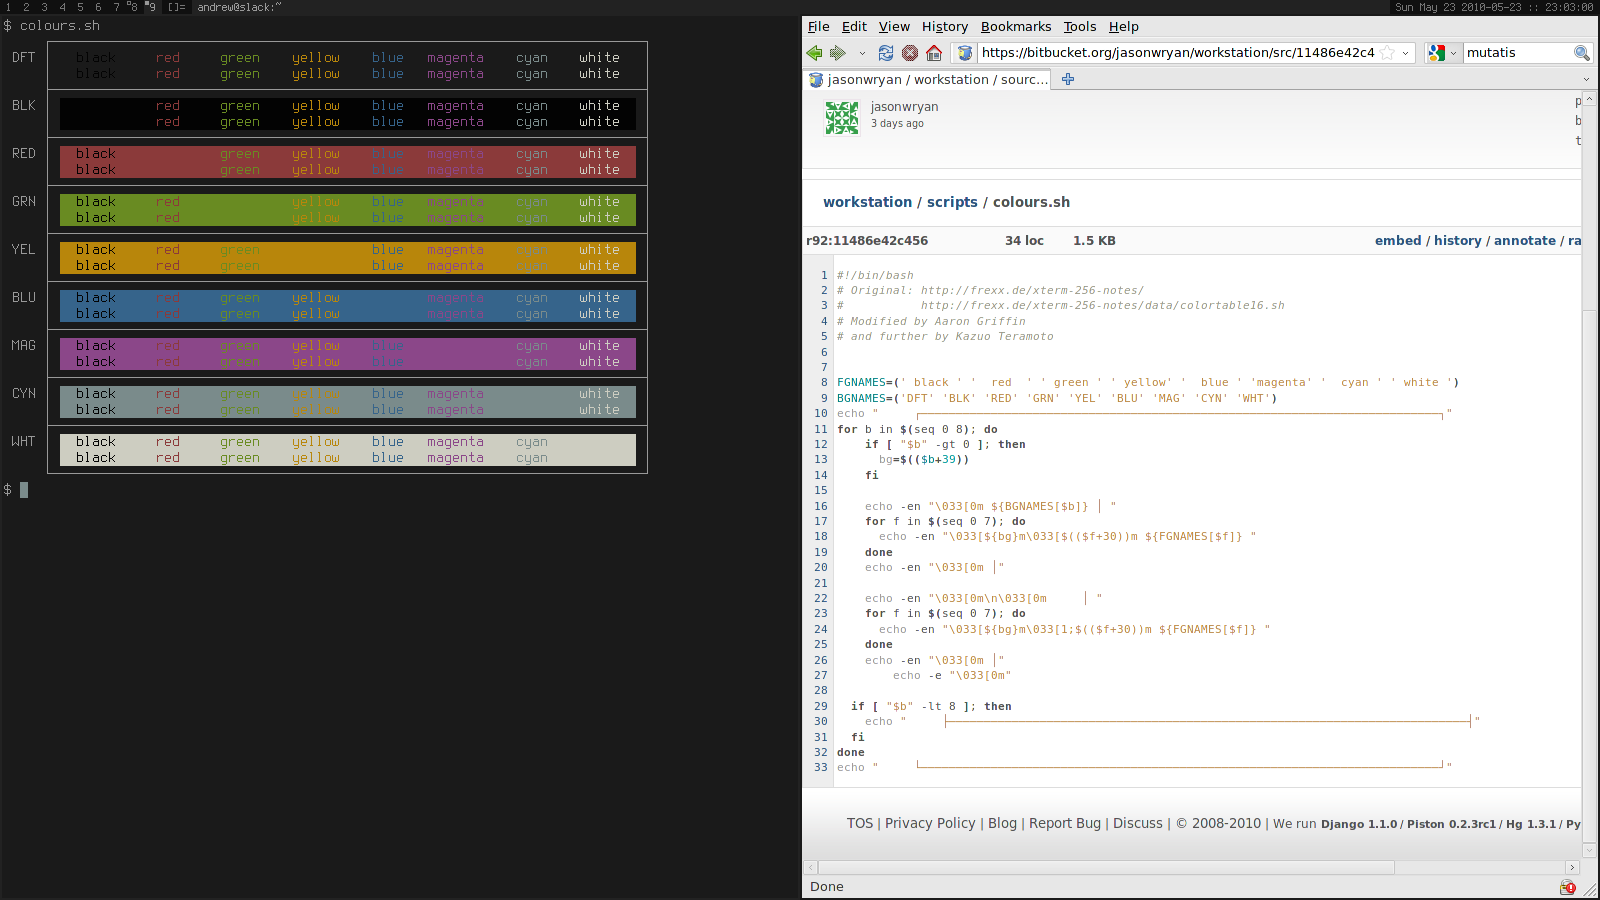 1 2 3 4 5 6 7 8 9 []= andrew@slack:~
Sun May 23 2010-05-23 :: 23:03:00
$ colours.sh
DFT black red green yellow blue magenta cyan white
black red green yellow blue magenta cyan white
BLK red green yellow blue magenta cyan white
red green yellow blue magenta cyan white
RED black green yellow blue magenta cyan white
black green yellow blue magenta cyan white
GRN black red yellow blue magenta cyan white
black red yellow blue magenta cyan white
YEL black red green blue magenta cyan white
black red green blue magenta cyan white
BLU black red green yellow magenta cyan white
black red green yellow magenta cyan white
MAG black red green yellow blue cyan white
black red green yellow blue cyan white
CYN black red green yellow blue magenta white
black red green yellow blue magenta white
WHT black red green yellow blue magenta cyan
black red green yellow blue magenta cyan
$
File Edit View History Bookmarks Tools Help
https://bitbucket.org/jasonwryan/workstation/src/11486e42c4
mutatis
jasonwryan / workstation / sourc...
jasonwryan
3 days ago
p
b
t
workstation / scripts / colours.sh
r92:11486e42c456 34 loc 1.5 KB embed / history / annotate / ra
1 #!/bin/bash
2 # Original: http://frexx.de/xterm-256-notes/
3 #           http://frexx.de/xterm-256-notes/data/colortable16.sh
4 # Modified by Aaron Griffin
5 # and further by Kazuo Teramoto
6
7
8 FGNAMES=(' black ' '  red  ' ' green ' ' yellow' '  blue ' 'magenta' '  cyan ' ' white ')
9 BGNAMES=('DFT' 'BLK' 'RED' 'GRN' 'YEL' 'BLU' 'MAG' 'CYN' 'WHT')
10 echo "     ┌──────────────────────────────────────────────────────────────────────────┐"
11 for b in $(seq 0 8); do
12     if [ "$b" -gt 0 ]; then
13       bg=$(($b+39))
14     fi
15
16     echo -en "\033[0m ${BGNAMES[$b]} │ "
17     for f in $(seq 0 7); do
18       echo -en "\033[${bg}m\033[$(($f+30))m ${FGNAMES[$f]} "
19     done
20     echo -en "\033[0m │"
21
22     echo -en "\033[0m\n\033[0m     │ "
23     for f in $(seq 0 7); do
24       echo -en "\033[${bg}m\033[1;$(($f+30))m ${FGNAMES[$f]} "
25     done
26     echo -en "\033[0m │"
27         echo -e "\033[0m"
28
29   if [ "$b" -lt 8 ]; then
30     echo "     ├──────────────────────────────────────────────────────────────────────────┤"
31   fi
32 done
33 echo "     └──────────────────────────────────────────────────────────────────────────┘"
TOS | Privacy Policy | Blog | Report Bug | Discuss | © 2008-2010 | We run Django 1.1.0 / Piston 0.2.3rc1 / Hg 1.3.1 / Py
Done